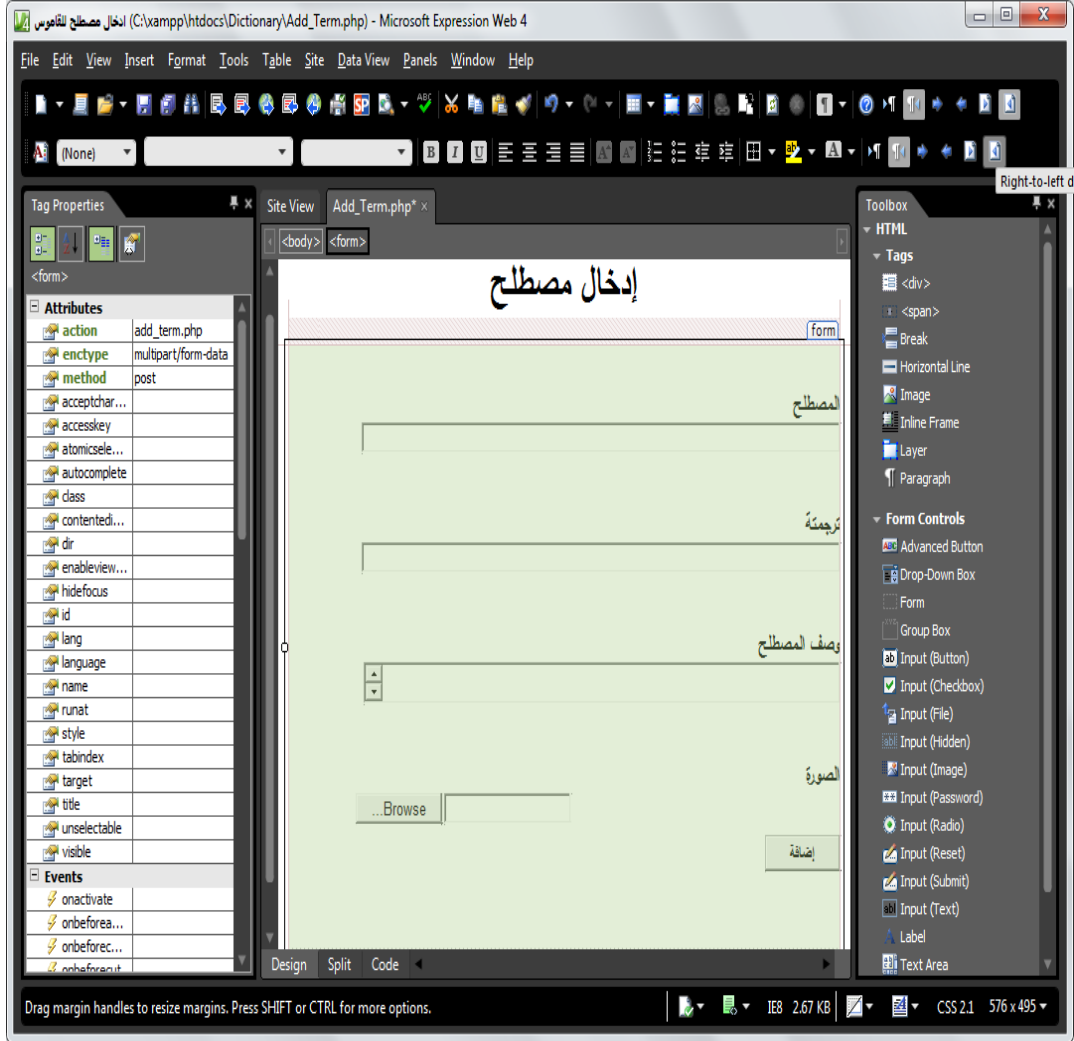 ادخال مصطلح للقاموس (C:\xampp\htdocs\Dictionary\Add_Term.php) - Microsoft Expression Web 4
File Edit View Insert Format Tools Table Site Data View Panels Window Help
(None)
Right-to-left d
Tag Properties
<form>
Attributes
action add_term.php
enctype multipart/form-data
method post
acceptchar...
accesskey
atomicsele...
autocomplete
class
contentedi...
dir
enableview...
hidefocus
id
lang
language
name
runat
style
tabindex
target
title
unselectable
visible
Events
onactivate
onbeforea...
onbeforec...
onbeforecut
Site View Add_Term.php*
<body> <form>
إدخال مصطلح
form
المصطلح
ترجمتة
وصف المصطلح
الصورة
Browse...
إضافة
Design Split Code
Toolbox
HTML
Tags
<div>
<span>
Break
Horizontal Line
Image
Inline Frame
Layer
Paragraph
Form Controls
Advanced Button
Drop-Down Box
Form
Group Box
Input (Button)
Input (Checkbox)
Input (File)
Input (Hidden)
Input (Image)
Input (Password)
Input (Radio)
Input (Reset)
Input (Submit)
Input (Text)
Label
Text Area
Drag margin handles to resize margins. Press SHIFT or CTRL for more options.
IE8 2.67 KB CSS 2.1 576 x 495